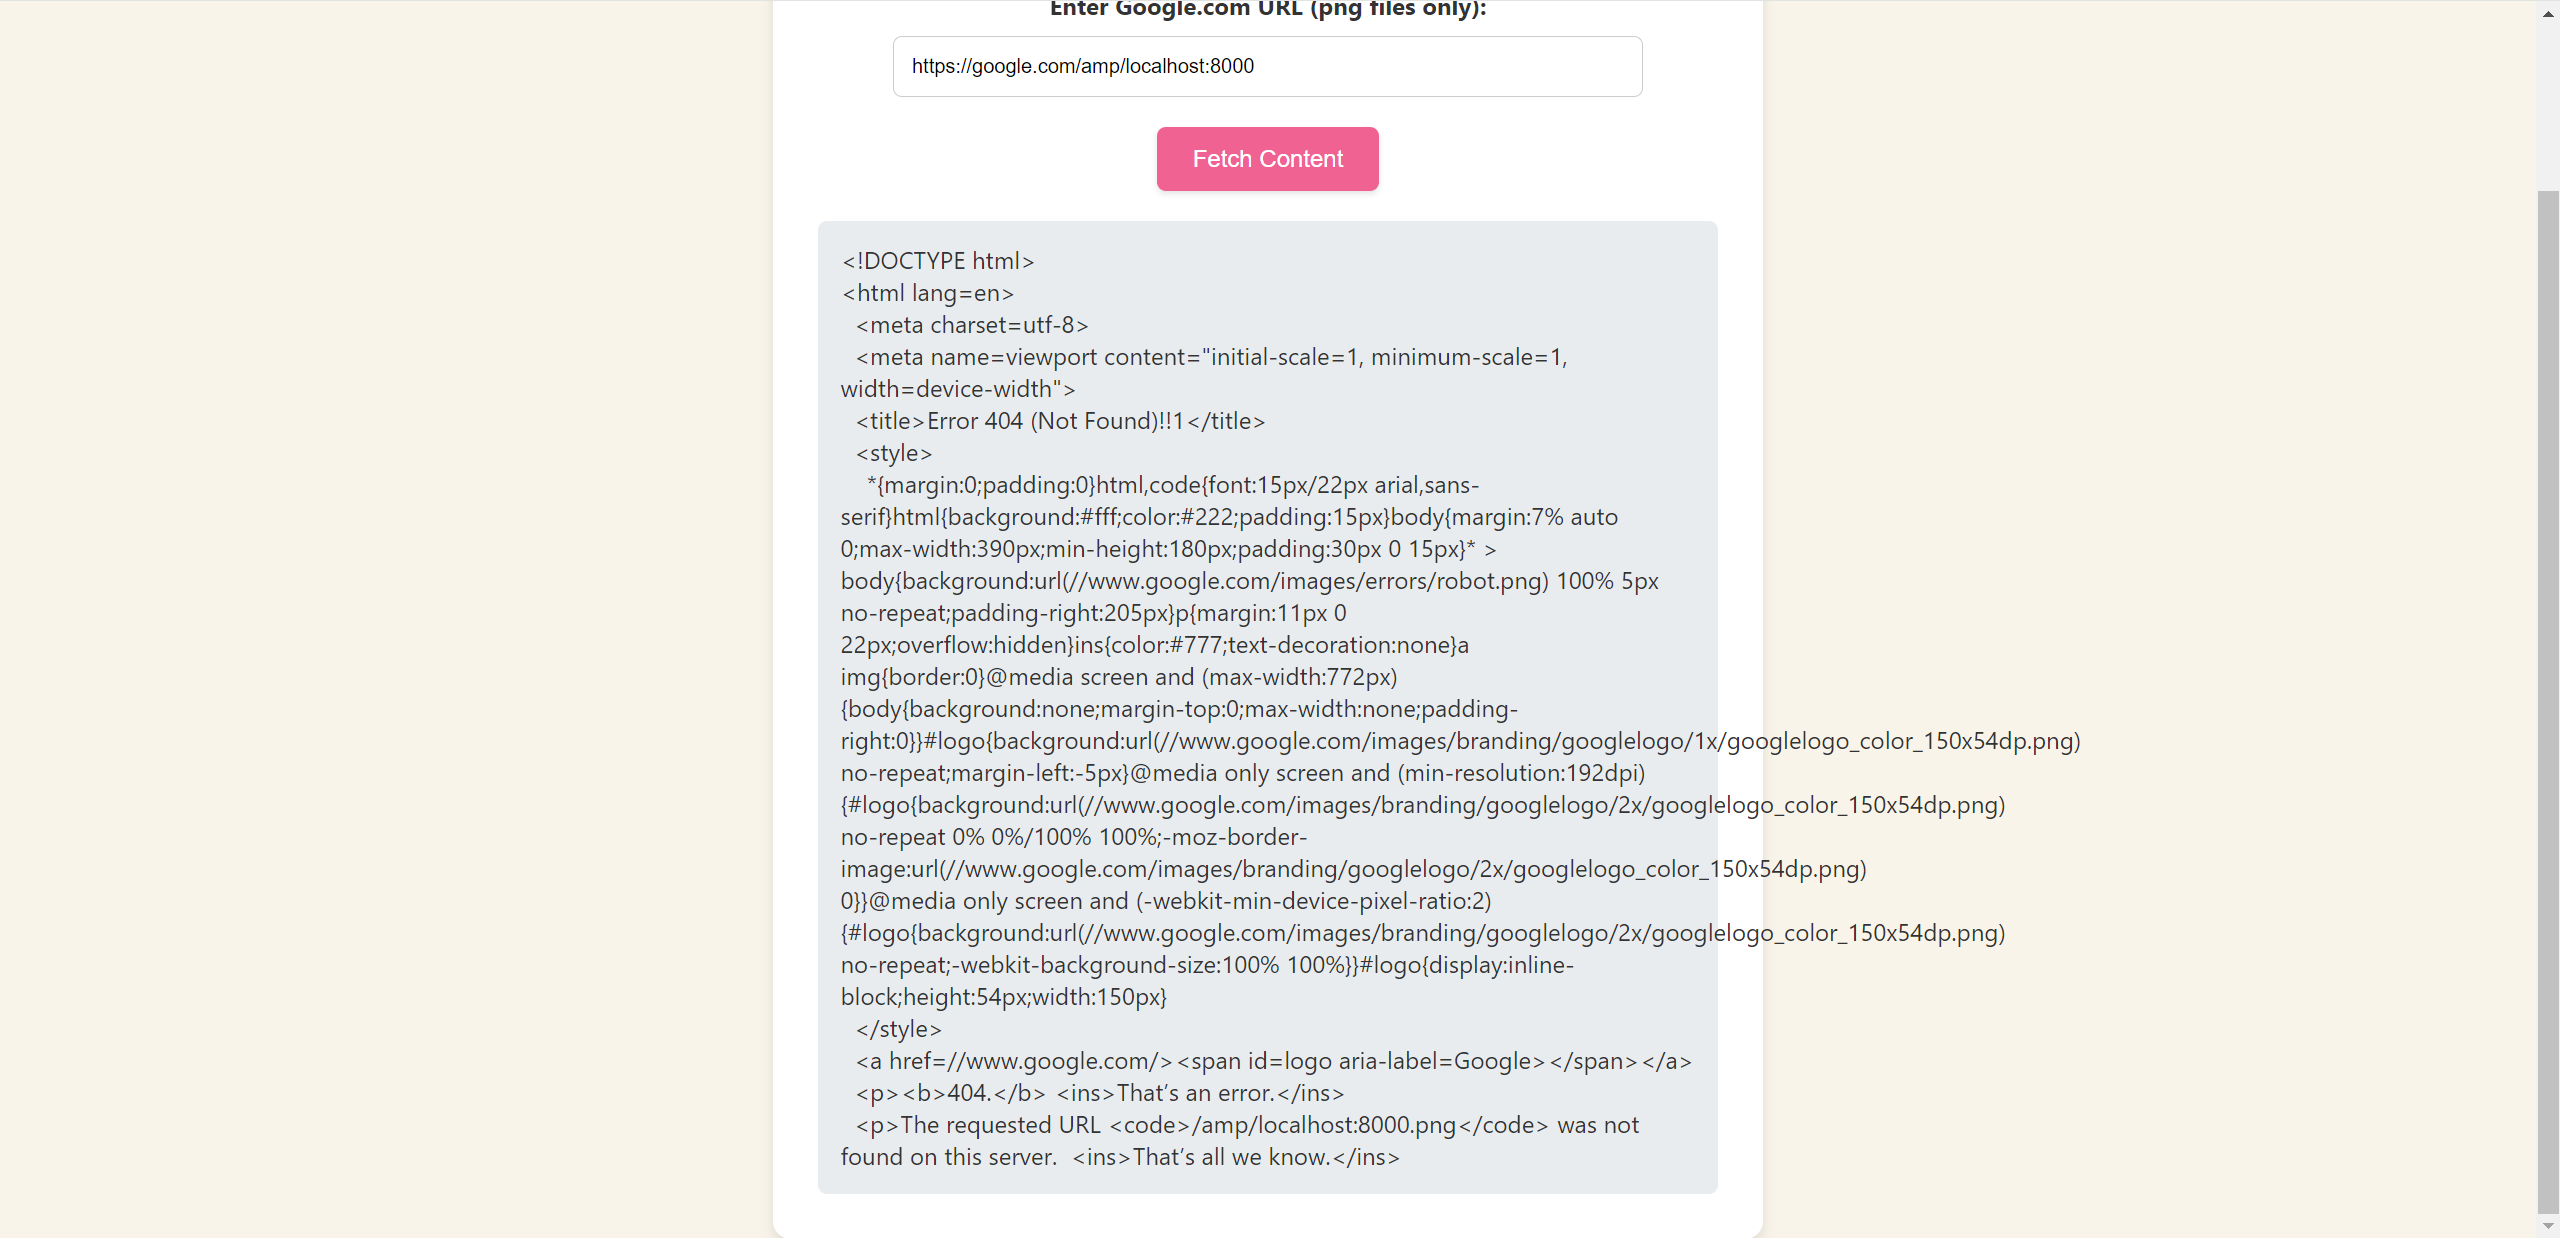 Enter Google.com URL (png files only):
https://google.com/amp/localhost:8000
Fetch Content
<!DOCTYPE html>
<html lang=en>
<meta charset=utf-8>
<meta name=viewport content="initial-scale=1, minimum-scale=1,
width=device-width">
<title>Error 404 (Not Found)!!1</title>
<style>
*{margin:0;padding:0}html,code{font:15px/22px arial,sans-
serif}html{background:#fff;color:#222;padding:15px}body{margin:7% auto
0;max-width:390px;min-height:180px;padding:30px 0 15px}* >
body{background:url(//www.google.com/images/errors/robot.png) 100% 5px
no-repeat;padding-right:205px}p{margin:11px 0
22px;overflow:hidden}ins{color:#777;text-decoration:none}a
img{border:0}@media screen and (max-width:772px)
{body{background:none;margin-top:0;max-width:none;padding-
right:0}}#logo{background:url(//www.google.com/images/branding/googlelogo/1x/googlelogo_color_150x54dp.png)
no-repeat;margin-left:-5px}@media only screen and (min-resolution:192dpi)
{#logo{background:url(//www.google.com/images/branding/googlelogo/2x/googlelogo_color_150x54dp.png)
no-repeat 0% 0%/100% 100%;-moz-border-
image:url(//www.google.com/images/branding/googlelogo/2x/googlelogo_color_150x54dp.png)
0}}@media only screen and (-webkit-min-device-pixel-ratio:2)
{#logo{background:url(//www.google.com/images/branding/googlelogo/2x/googlelogo_color_150x54dp.png)
no-repeat;-webkit-background-size:100% 100%}}#logo{display:inline-
block;height:54px;width:150px}
</style>
<a href=//www.google.com/><span id=logo aria-label=Google></span></a>
<p><b>404.</b> <ins>That’s an error.</ins>
<p>The requested URL <code>/amp/localhost:8000.png</code> was not
found on this server.  <ins>That’s all we know.</ins>